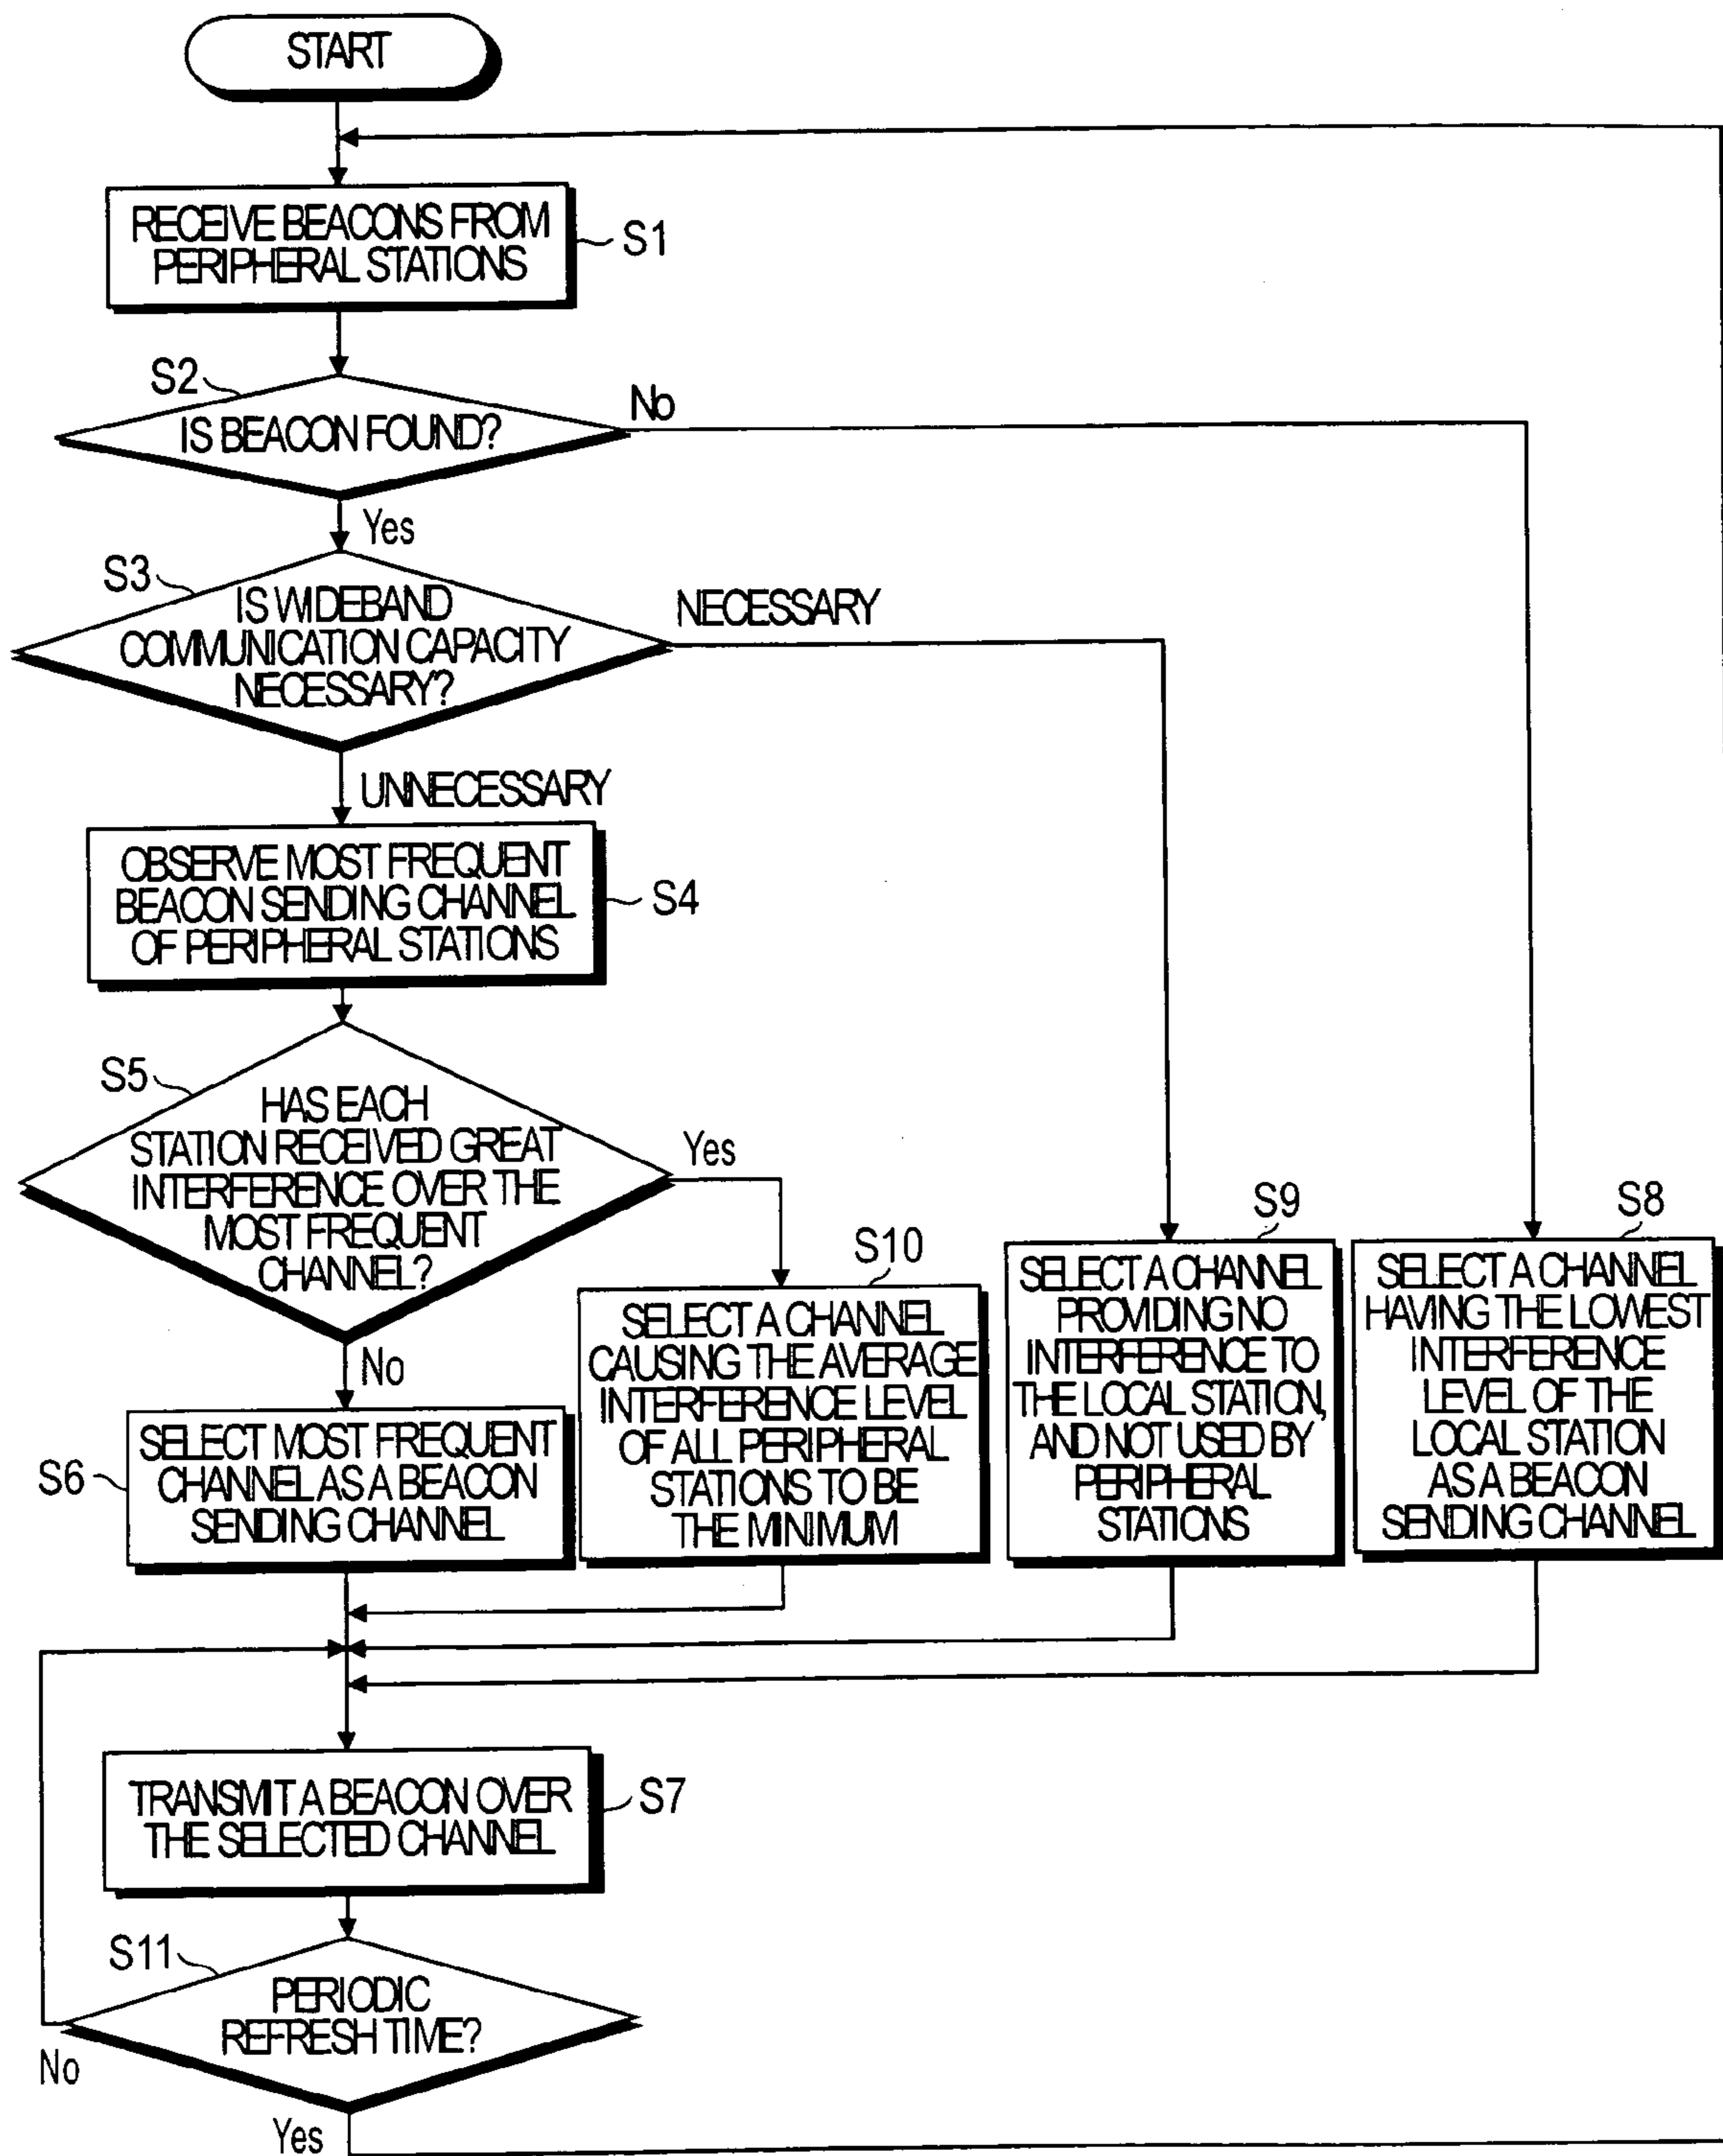 START
RECEIVE BEACONS FROM
PERIPHERAL STATIONS
S1
S2
IS BEACON FOUND?
No
Yes
S3
IS WIDEBAND
COMMUNICATION CAPACITY
NECESSARY?
NECESSARY
UNNECESSARY
OBSERVE MOST FREQUENT
BEACON SENDING CHANNEL
OF PERIPHERAL STATIONS
S4
S5
HAS EACH
STATION RECEIVED GREAT
INTERFERENCE OVER THE
MOST FREQUENT
CHANNEL?
Yes
No
S6
SELECT MOST FREQUENT
CHANNEL AS A BEACON
SENDING CHANNEL
S10
SELECT A CHANNEL
CAUSING THE AVERAGE
INTERFERENCE LEVEL
OF ALL PERIPHERAL
STATIONS TO BE
THE MINIMUM
S9
SELECT A CHANNEL
PROVIDING NO
INTERFERENCE TO
THE LOCAL STATION,
AND NOT USED BY
PERIPHERAL
STATIONS
S8
SELECT A CHANNEL
HAVING THE LOWEST
INTERFERENCE
LEVEL OF THE
LOCAL STATION
AS A BEACON
SENDING CHANNEL
TRANSMIT A BEACON OVER
THE SELECTED CHANNEL
S7
S11
PERIODIC
REFRESH TIME?
No
Yes